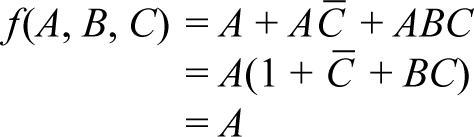 f(A, B, C) = A + AC̅ + ABC
= A(1 + C̅ + BC)
= A